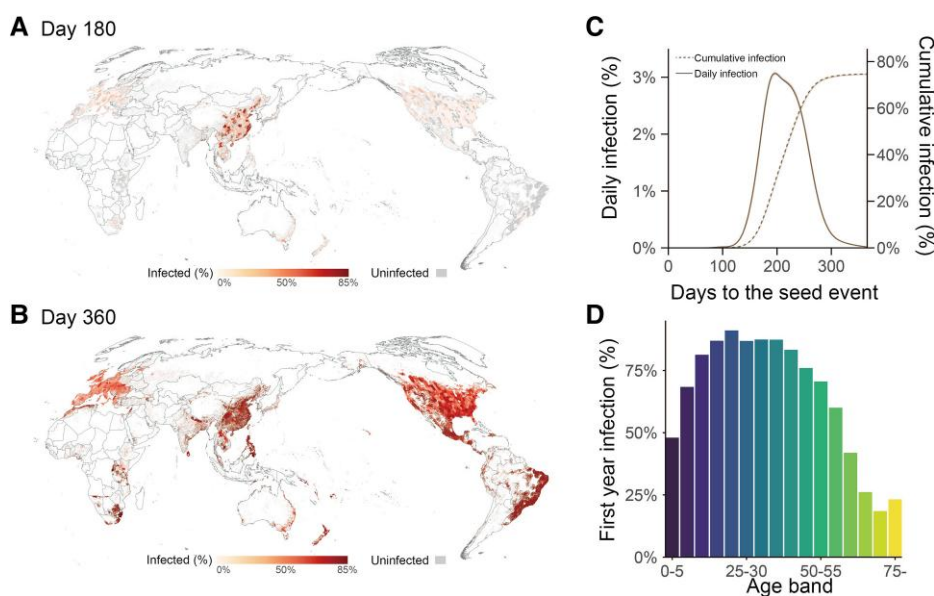 A Day 180
Infected (%)
0%
50%
85%
Uninfected
B Day 360
Infected (%)
0-5%
50%
85%
Uninfected
C
Cumulative infection
Daily infection
Daily infection (%)
3%
2%
1%
0%
Cumulative infection (%)
80%
60%
40%
20%
0%
0 100 200 300
Days to the seed event
D
First year infection (%)
75%
50%
25%
0%
0-5 25-30 50-55 75-
Age band